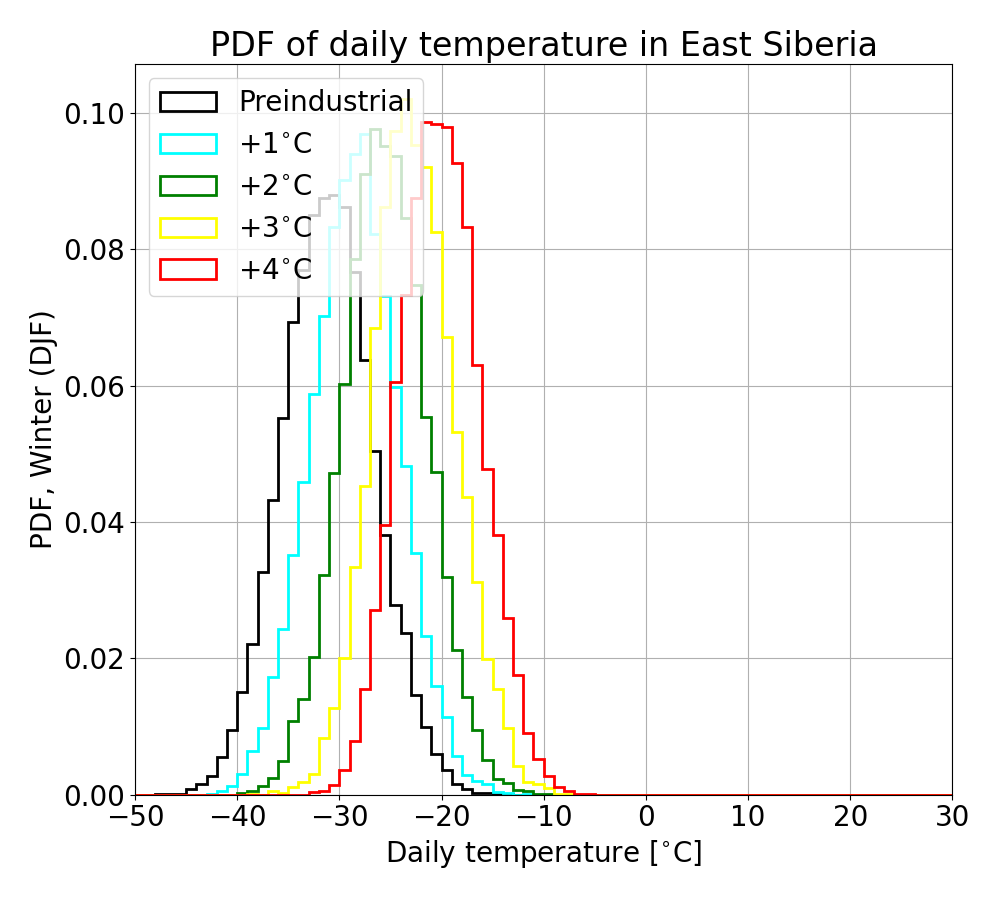 PDF of daily temperature in East Siberia
Preindustrial
+1°C
+2°C
+3°C
+4°C
PDF, Winter (DJF)
0.10
0.08
0.06
0.04
0.02
0.00
−50 −40 −30 −20 −10 0 10 20 30
Daily temperature [°C]